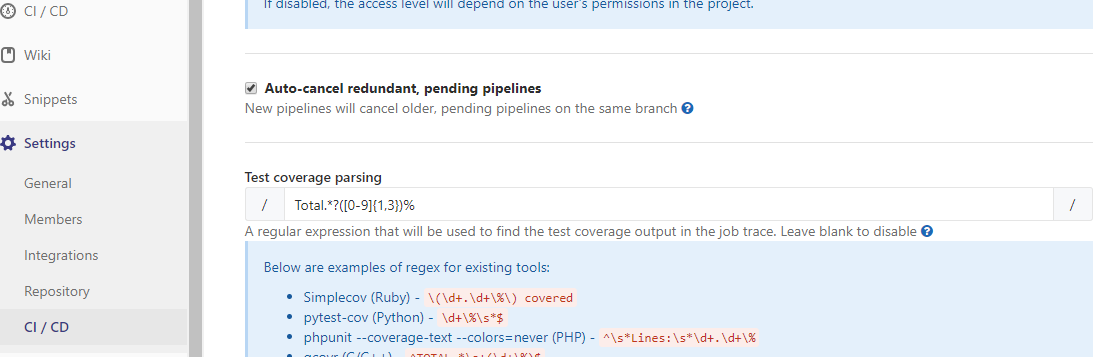 If disabled, the access level will depend on the user's permissions in the project.
CI / CD
Wiki
Snippets
Settings
General
Members
Integrations
Repository
CI / CD
Auto-cancel redundant, pending pipelines
New pipelines will cancel older, pending pipelines on the same branch ?
Test coverage parsing
/ Total.*?([0-9]{1,3})% /
A regular expression that will be used to find the test coverage output in the job trace. Leave blank to disable ?
Below are examples of regex for existing tools:
• Simplecov (Ruby) - \(\d+.\d+\%\) covered
• pytest-cov (Python) - \d+\%\s*$
• phpunit --coverage-text --colors=never (PHP) - ^\s*Lines:\s*\d+.\d+\%
• gcovr (C/C++) - ^TOTAL.*\s+(\d+\%)$